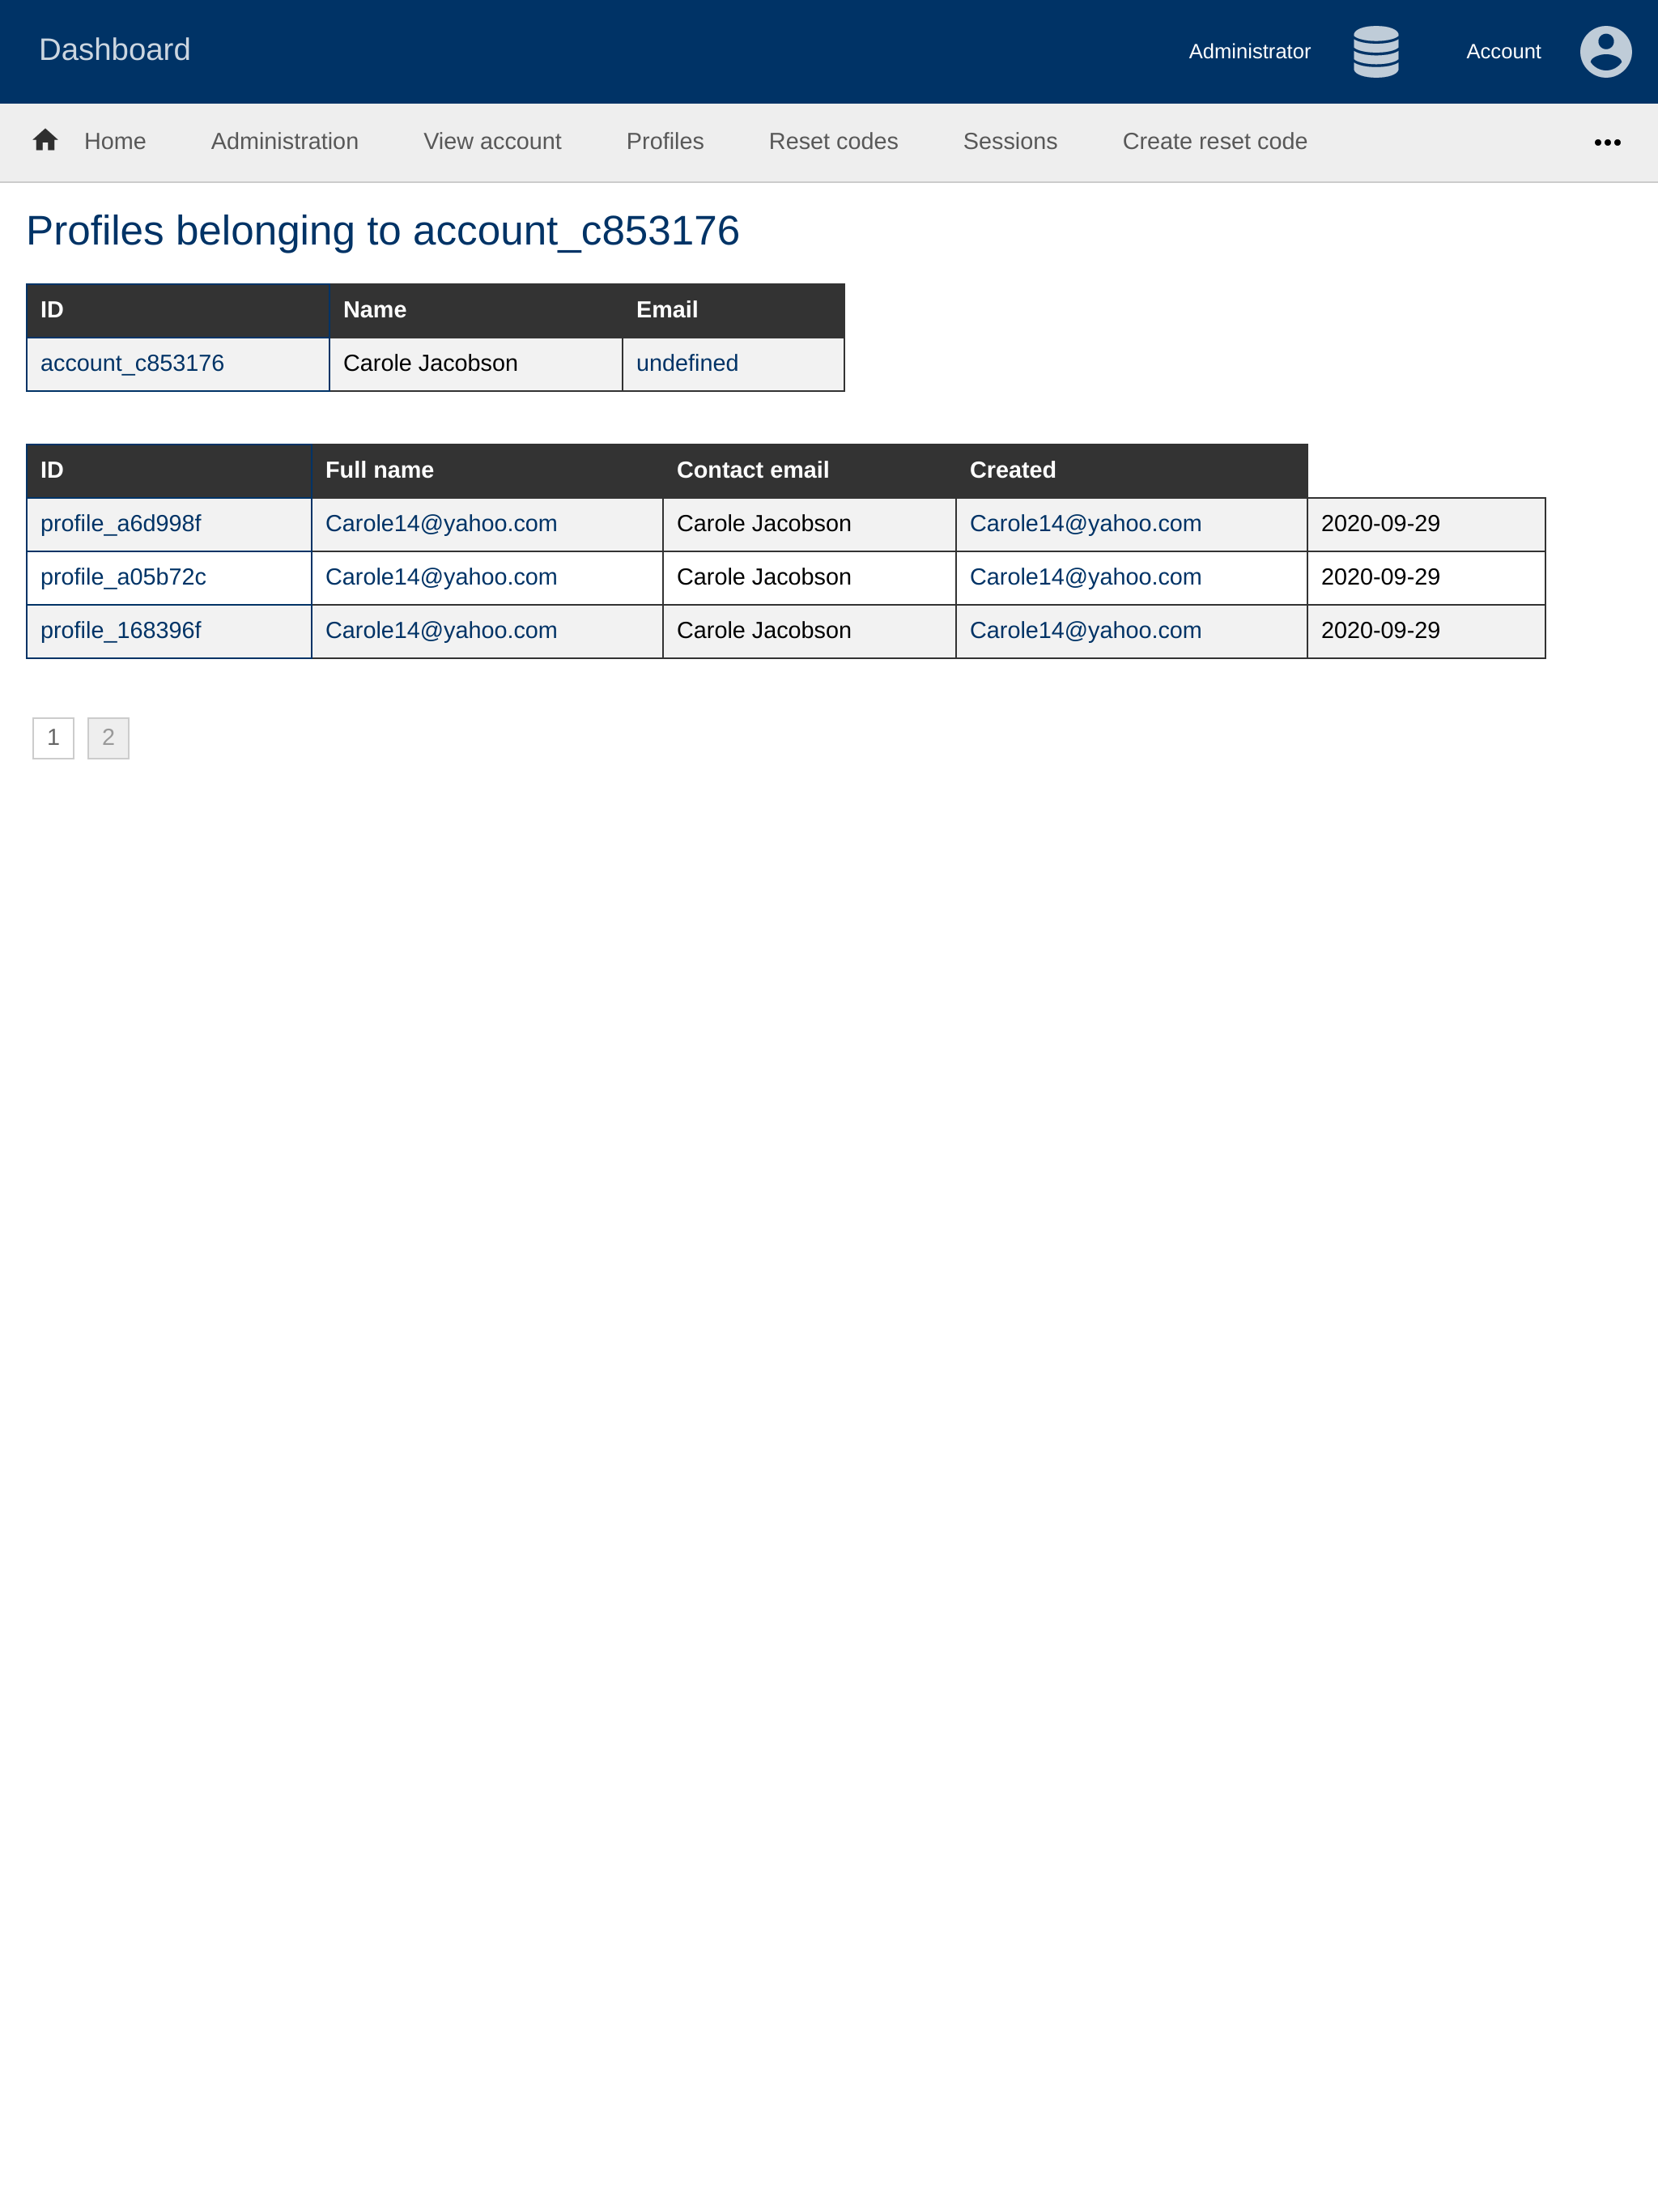 Dashboard
Administrator Account
Home Administration View account Profiles Reset codes Sessions Create reset code •••
Profiles belonging to account_c853176
ID Name Email
account_c853176 Carole Jacobson undefined
ID Full name Contact email Created
profile_a6d998f Carole14@yahoo.com Carole Jacobson Carole14@yahoo.com 2020-09-29
profile_a05b72c Carole14@yahoo.com Carole Jacobson Carole14@yahoo.com 2020-09-29
profile_168396f Carole14@yahoo.com Carole Jacobson Carole14@yahoo.com 2020-09-29
1 2